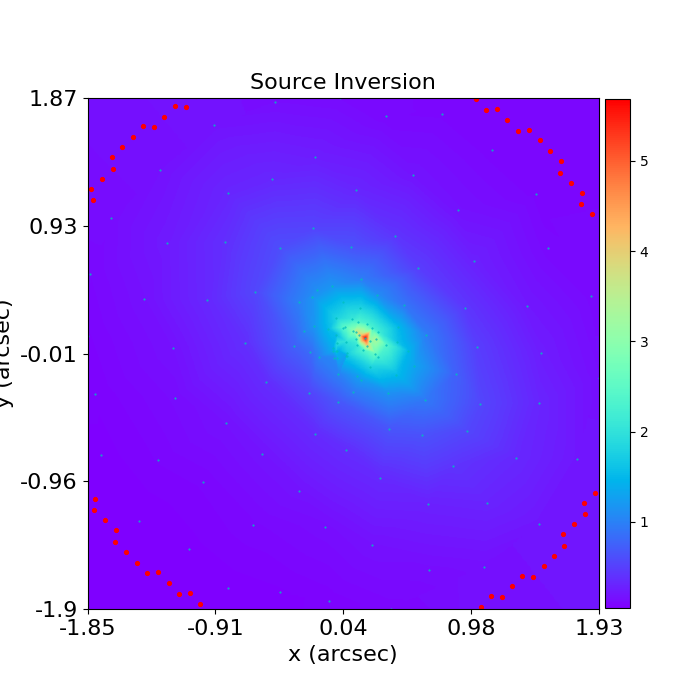 Source Inversion
1.87
0.93
-0.01
-0.96
-1.9
y (arcsec)
-1.85 -0.91 0.04 0.98 1.93
x (arcsec)
5
4
3
2
1